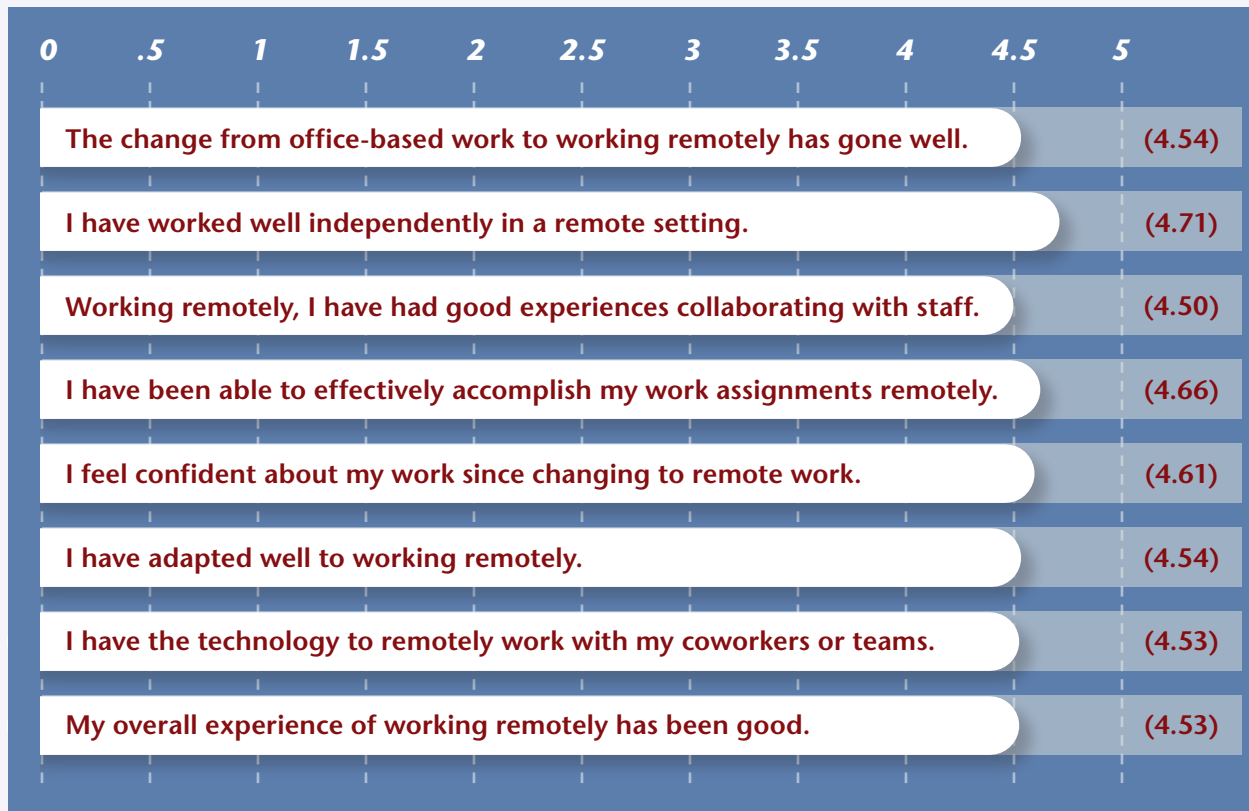 0 .5 1 1.5 2 2.5 3 3.5 4 4.5 5
The change from office-based work to working remotely has gone well. (4.54)
I have worked well independently in a remote setting. (4.71)
Working remotely, I have had good experiences collaborating with staff. (4.50)
I have been able to effectively accomplish my work assignments remotely. (4.66)
I feel confident about my work since changing to remote work. (4.61)
I have adapted well to working remotely. (4.54)
I have the technology to remotely work with my coworkers or teams. (4.53)
My overall experience of working remotely has been good. (4.53)